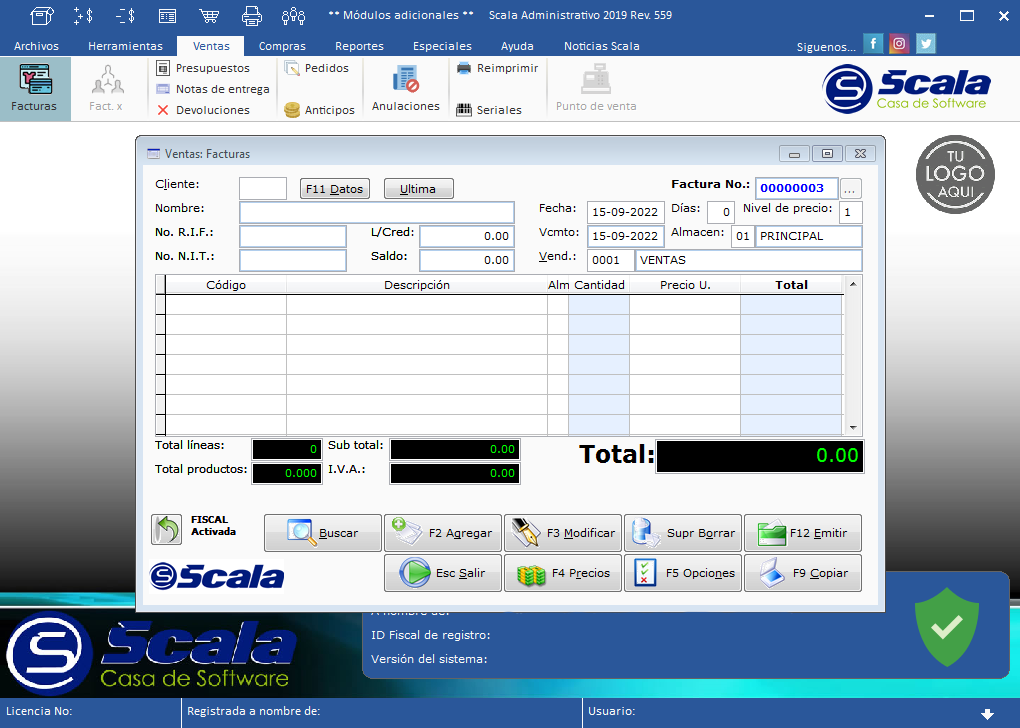 ** Módulos adicionales ** Scala Administrativo 2019 Rev. 559
Archivos Herramientas Ventas Compras Reportes Especiales Ayuda Noticias Scala Siguenos...
Facturas Fact. x Presupuestos Notas de entrega Devoluciones Pedidos Anticipos Anulaciones Reimprimir Seriales Punto de venta
Scala
Casa de Software
TU
LOGO
AQUI
Ventas: Facturas
Cliente: F11 Datos Ultima Factura No.: 00000003 ...
Nombre: Fecha: 15-09-2022 Días: 0 Nivel de precio: 1
No. R.I.F.: L/Cred: 0.00 Vcmto: 15-09-2022 Almacen: 01 PRINCIPAL
No. N.I.T.: Saldo: 0.00 Vend.: 0001 VENTAS
Código Descripción Alm Cantidad Precio U. Total
Total líneas: 0 Sub total: 0.00 Total: 0.00
Total productos: 0.000 I.V.A.: 0.00
FISCAL
Activada
Buscar F2 Agregar F3 Modificar Supr Borrar F12 Emitir
Scala Esc Salir F4 Precios F5 Opciones F9 Copiar
A nombre de:
ID Fiscal de registro:
Versión del sistema:
Scala
Casa de Software
Licencia No: Registrada a nombre de: Usuario: